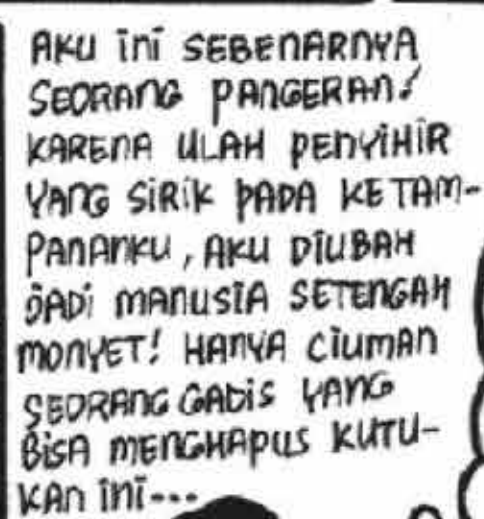 AKU INI SEBENARNYA
SEORANG PANGERAN!
KARENA ULAH PENYIHIR
YANG SIRIK PADA KETAM-
PANANKU, AKU DIUBAH
JADI MANUSIA SETENGAH
MONYET! HANYA CIUMAN
SEORANG GADIS YANG
BISA MENGHAPUS KUTU-
KAN INI---